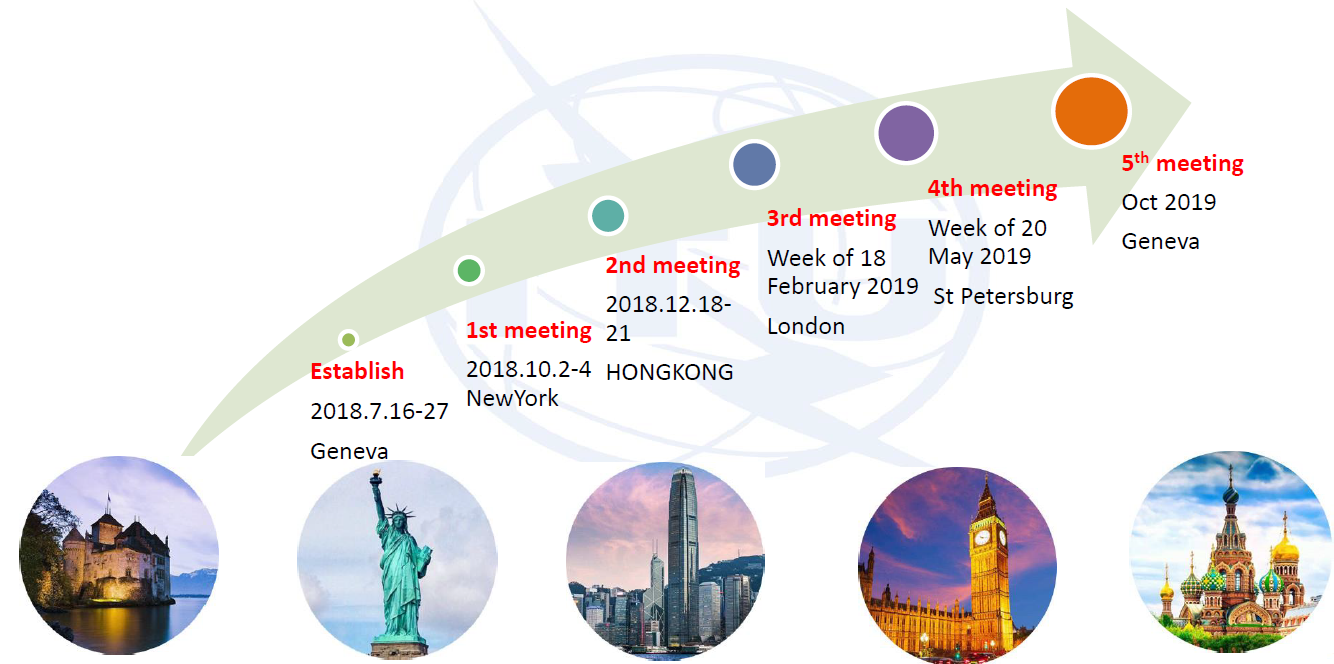 Establish
2018.7.16-27
Geneva
1st meeting
2018.10.2-4
NewYork
2nd meeting
2018.12.18-
21
HONGKONG
3rd meeting
Week of 18
February 2019
London
4th meeting
Week of 20
May 2019
St Petersburg
5th meeting
Oct 2019
Geneva
ITU